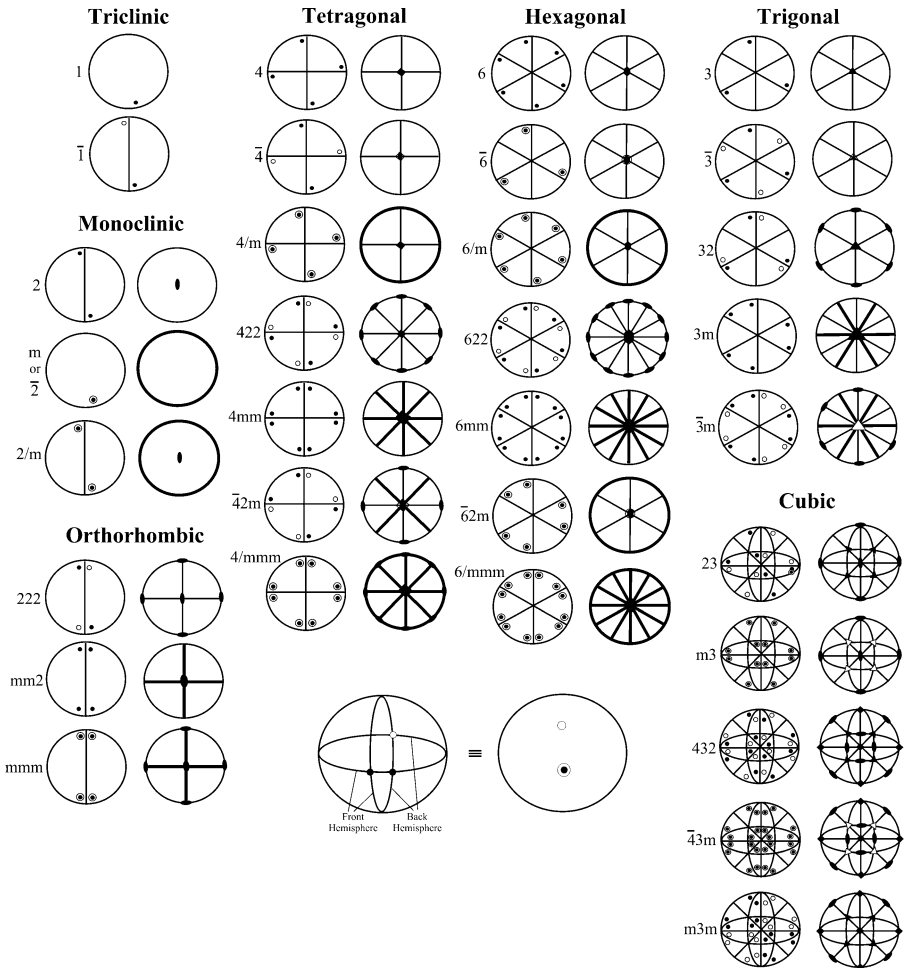 Triclinic
1
1̅
Monoclinic
2
m
or
2̅
2/m
Orthorhombic
222
mm2
mmm
Tetragonal
4
4̅
4/m
422
4mm
4̅2m
4/mmm
Hexagonal
6
6̅
6/m
622
6mm
6̅2m
6/mmm
Trigonal
3
3̅
32
3m
3̅m
Cubic
23
m3
432
4̅3m
m3m
Front
Hemisphere
Back
Hemisphere
≡